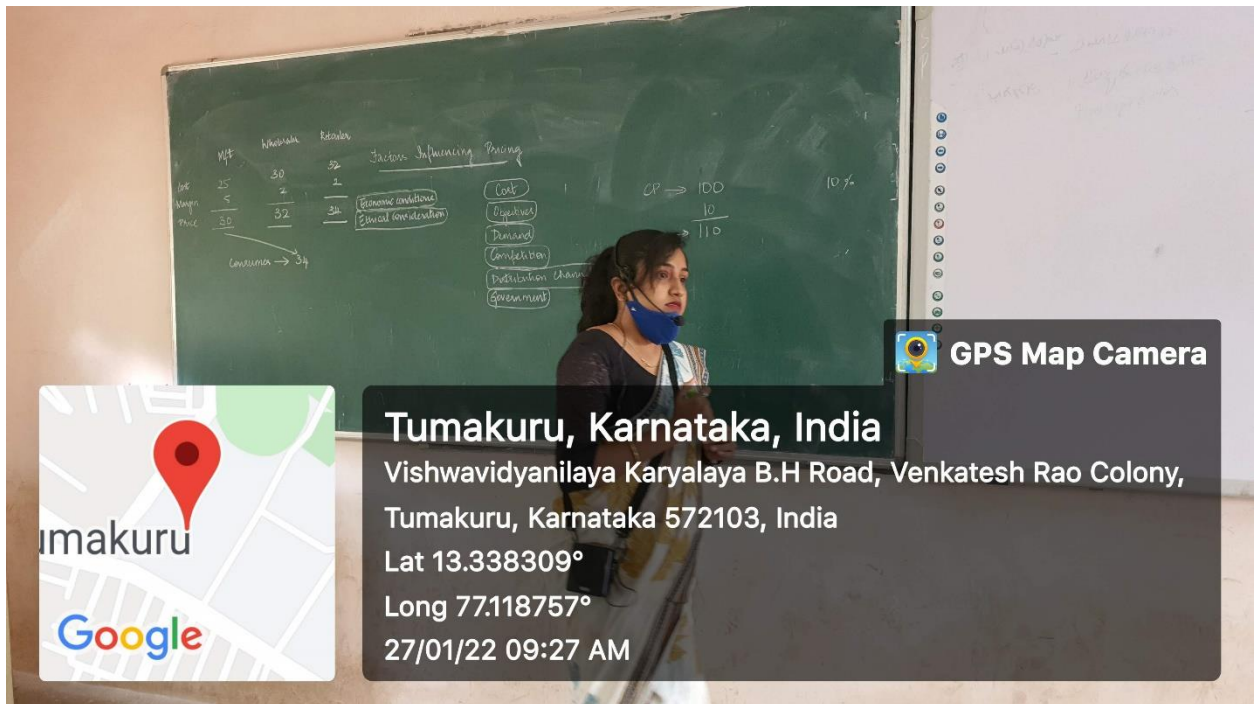 Mft Wholesaler Retailer
Factors Influencing Pricing
Cost 25 30 32
Margin 5 2 2
Price 30 32 34
Consumer → 34
Economic conditions
Ethical consideration
Cost
Objectives
Demand
Competition
Distribution
Government
CP → 100
10
→ 110
10%
GPS Map Camera
umakuru
Google
Tumakuru, Karnataka, India
Vishwavidyanilaya Karyalaya B.H Road, Venkatesh Rao Colony,
Tumakuru, Karnataka 572103, India
Lat 13.338309°
Long 77.118757°
27/01/22 09:27 AM